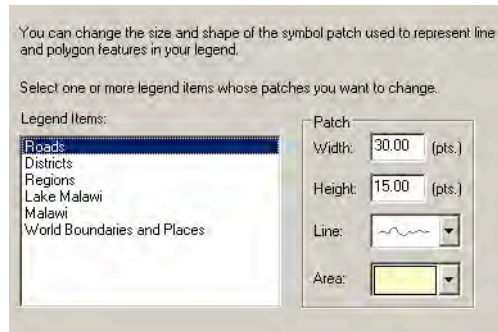 You can change the size and shape of the symbol patch used to represent line
and polygon features in your legend.
Select one or more legend items whose patches you want to change.
Legend Items:
Roads
Districts
Regions
Lake Malawi
Malawi
World Boundaries and Places
Patch
Width: 30.00 (pts.)
Height: 15.00 (pts.)
Line:
Area: